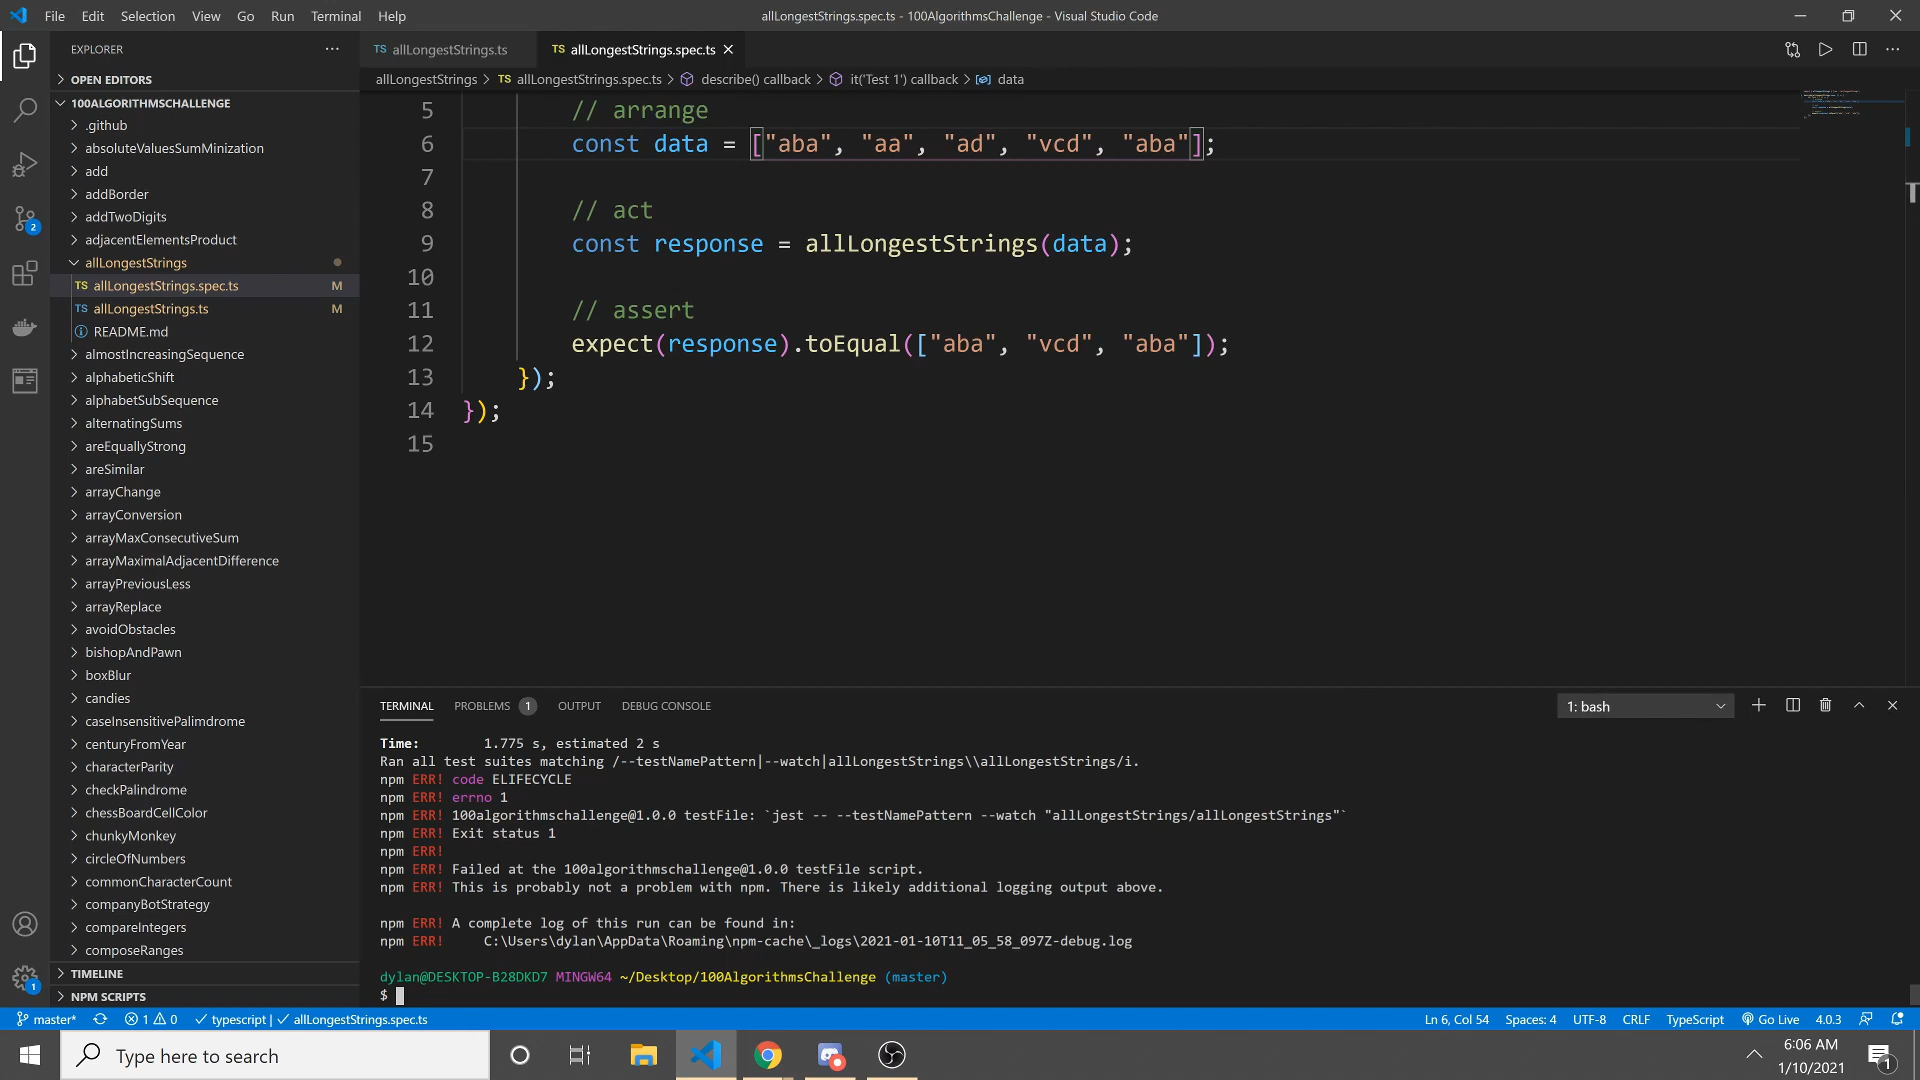 File Edit Selection View Go Run Terminal Help
allLongestStrings.spec.ts - 100AlgorithmsChallenge - Visual Studio Code
EXPLORER
OPEN EDITORS
100ALGORITHMSCHALLENGE
.github
absoluteValuesSumMinization
add
addBorder
addTwoDigits
adjacentElementsProduct
allLongestStrings
TS allLongestStrings.spec.ts M
TS allLongestStrings.ts M
README.md
almostIncreasingSequence
alphabeticShift
alphabetSubSequence
alternatingSums
areEquallyStrong
areSimilar
arrayChange
arrayConversion
arrayMaxConsecutiveSum
arrayMaximalAdjacentDifference
arrayPreviousLess
arrayReplace
avoidObstacles
bishopAndPawn
boxBlur
candies
caseInsensitivePalimdrome
centuryFromYear
characterParity
checkPalindrome
chessBoardCellColor
chunkyMonkey
circleOfNumbers
commonCharacterCount
companyBotStrategy
compareIntegers
composeRanges
TIMELINE
NPM SCRIPTS
2
1
TS allLongestStrings.ts
TS allLongestStrings.spec.ts
allLongestStrings > TS allLongestStrings.spec.ts > describe() callback > it('Test 1') callback > data
5 // arrange
6 const data = ["aba", "aa", "ad", "vcd", "aba"];
7
8 // act
9 const response = allLongestStrings(data);
10
11 // assert
12 expect(response).toEqual(["aba", "vcd", "aba"]);
13 });
14 });
15
TERMINAL PROBLEMS 1 OUTPUT DEBUG CONSOLE
1: bash
Time: 1.775 s, estimated 2 s
Ran all test suites matching /--testNamePattern|--watch|allLongestStrings\\allLongestStrings/i.
npm ERR! code ELIFECYCLE
npm ERR! errno 1
npm ERR! 100algorithmschallenge@1.0.0 testFile: `jest -- --testNamePattern --watch "allLongestStrings/allLongestStrings"`
npm ERR! Exit status 1
npm ERR!
npm ERR! Failed at the 100algorithmschallenge@1.0.0 testFile script.
npm ERR! This is probably not a problem with npm. There is likely additional logging output above.
npm ERR! A complete log of this run can be found in:
npm ERR! C:\Users\dylan\AppData\Roaming\npm-cache\_logs\2021-01-10T11_05_58_097Z-debug.log
dylan@DESKTOP-B28DKD7 MINGW64 ~/Desktop/100AlgorithmsChallenge (master)
$
master* 1 0 typescript | allLongestStrings.spec.ts
Ln 6, Col 54 Spaces: 4 UTF-8 CRLF TypeScript Go Live 4.0.3
Type here to search
6:06 AM
1/10/2021
1